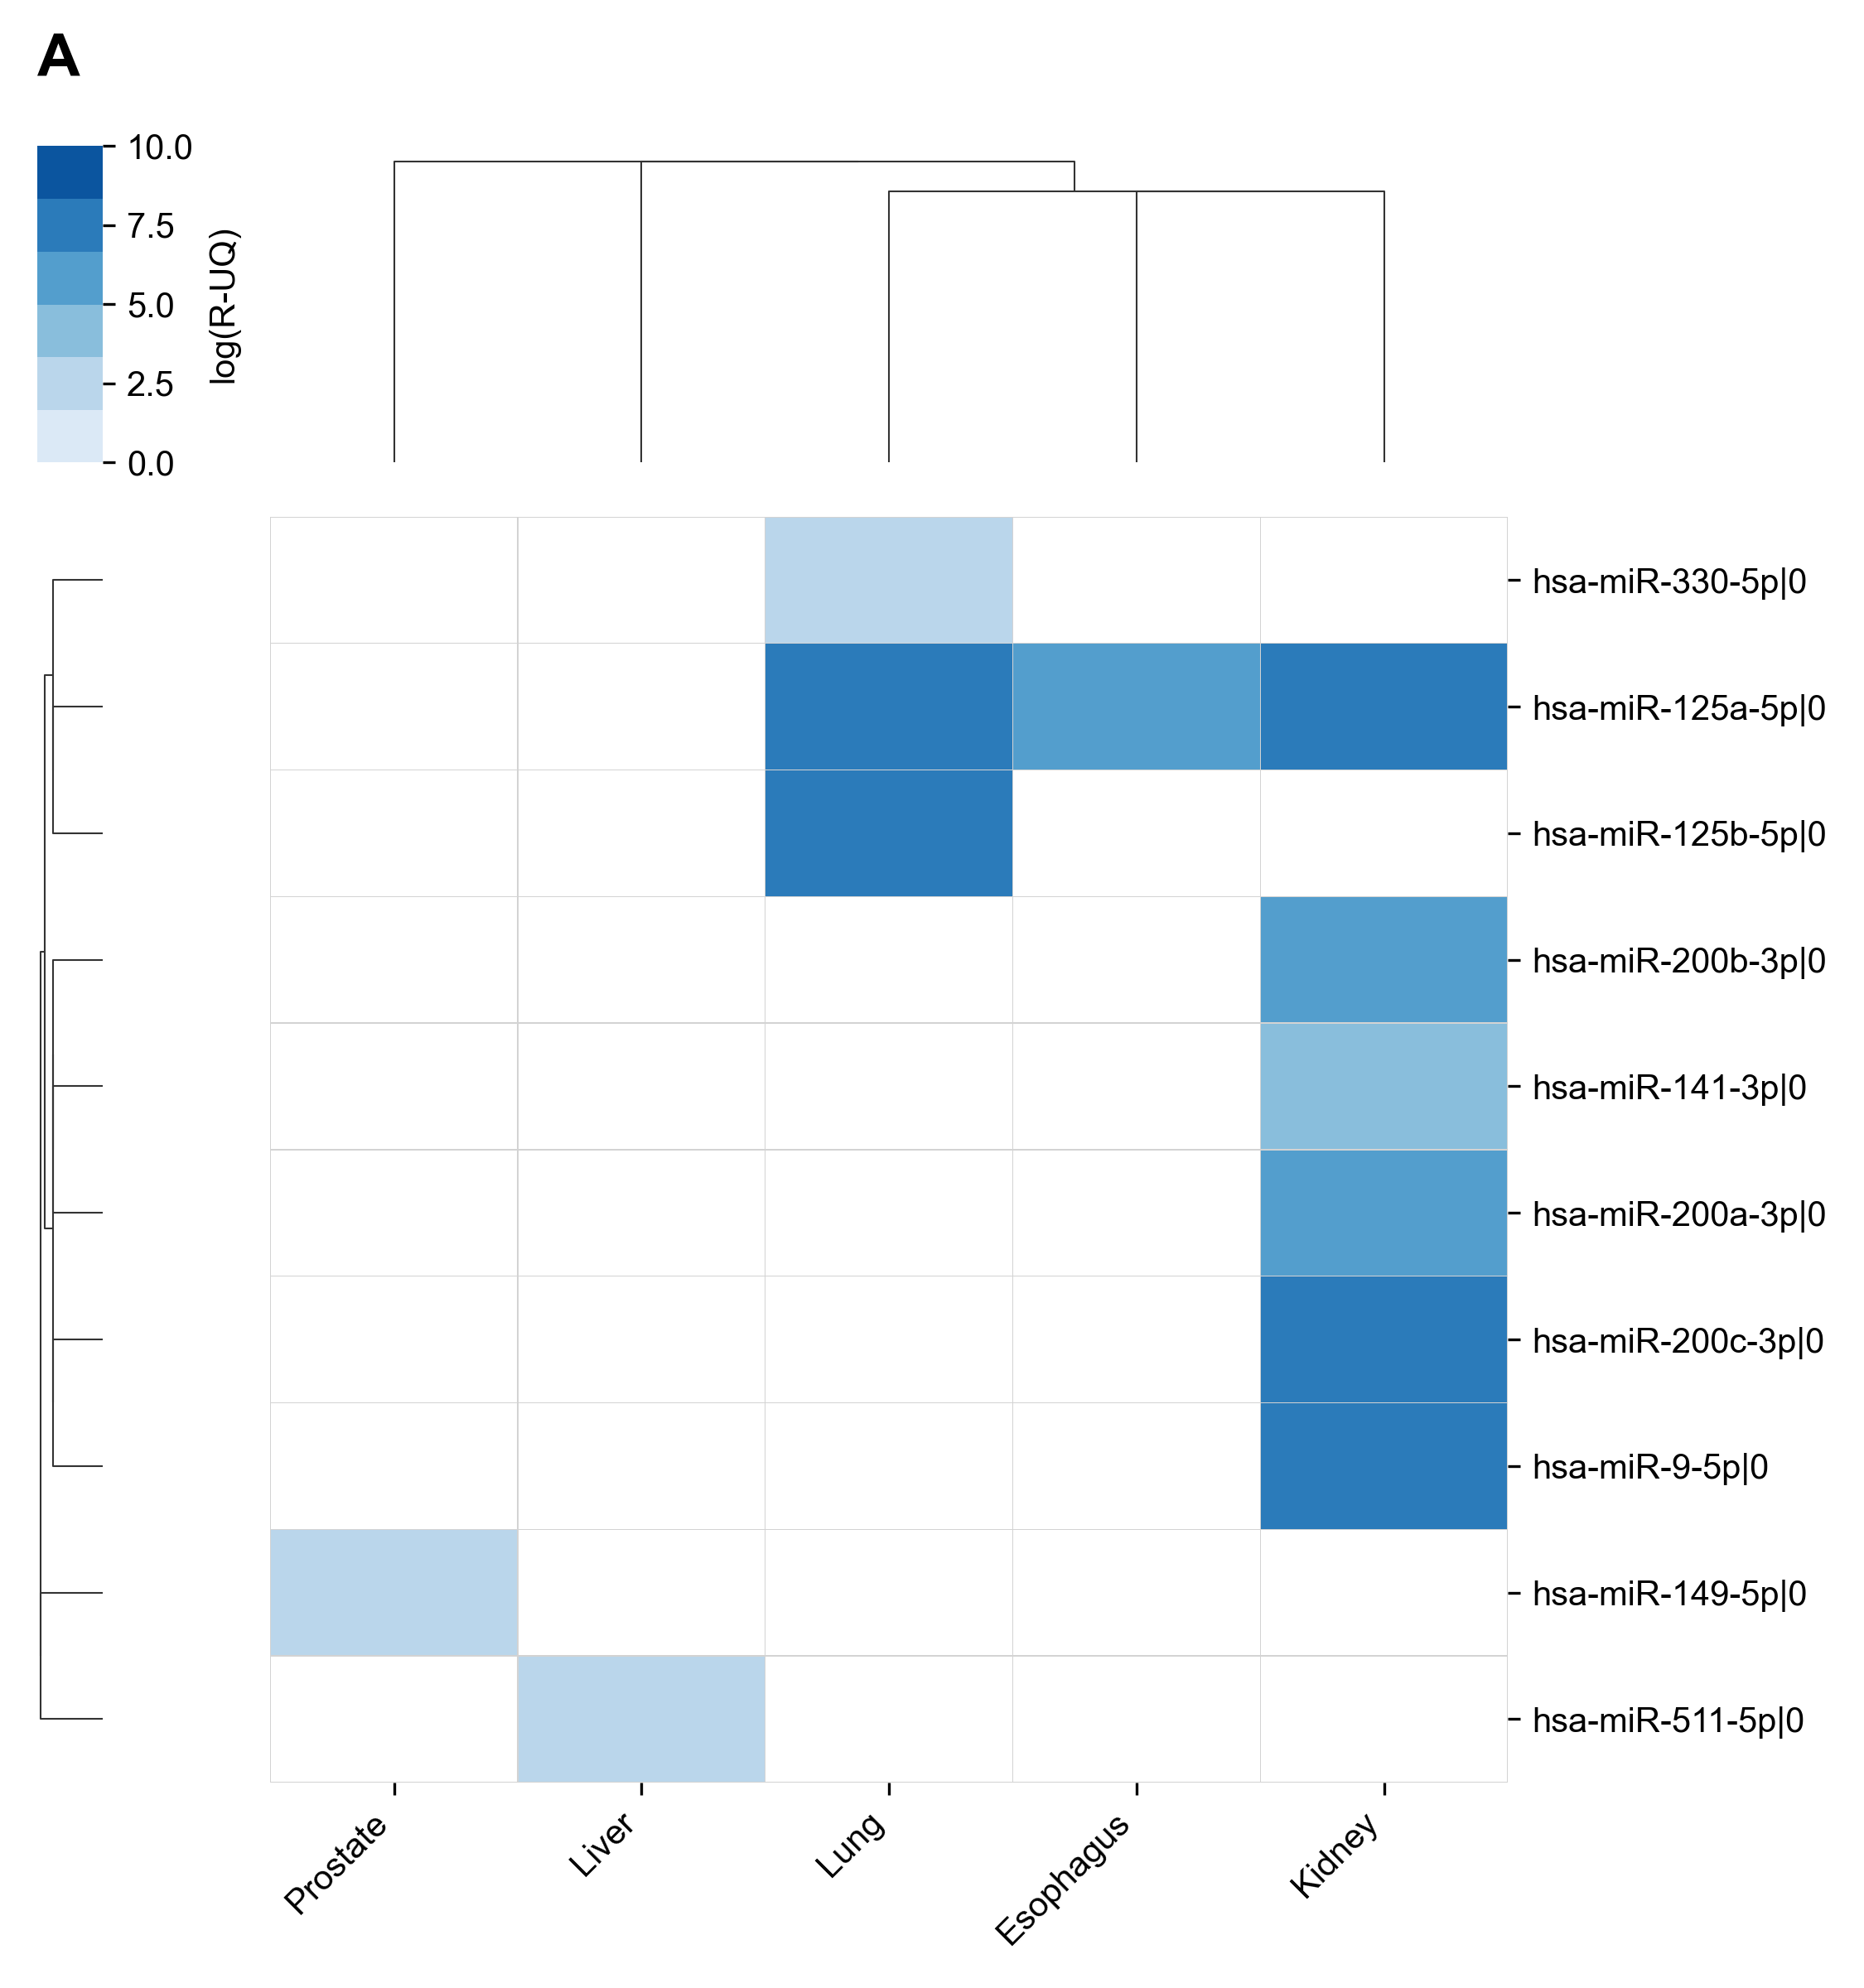 A
10.0
7.5
5.0
2.5
0.0
log(R-UQ)
hsa-miR-330-5p|0
hsa-miR-125a-5p|0
hsa-miR-125b-5p|0
hsa-miR-200b-3p|0
hsa-miR-141-3p|0
hsa-miR-200a-3p|0
hsa-miR-200c-3p|0
hsa-miR-9-5p|0
hsa-miR-149-5p|0
hsa-miR-511-5p|0
Prostate
Liver
Lung
Esophagus
Kidney